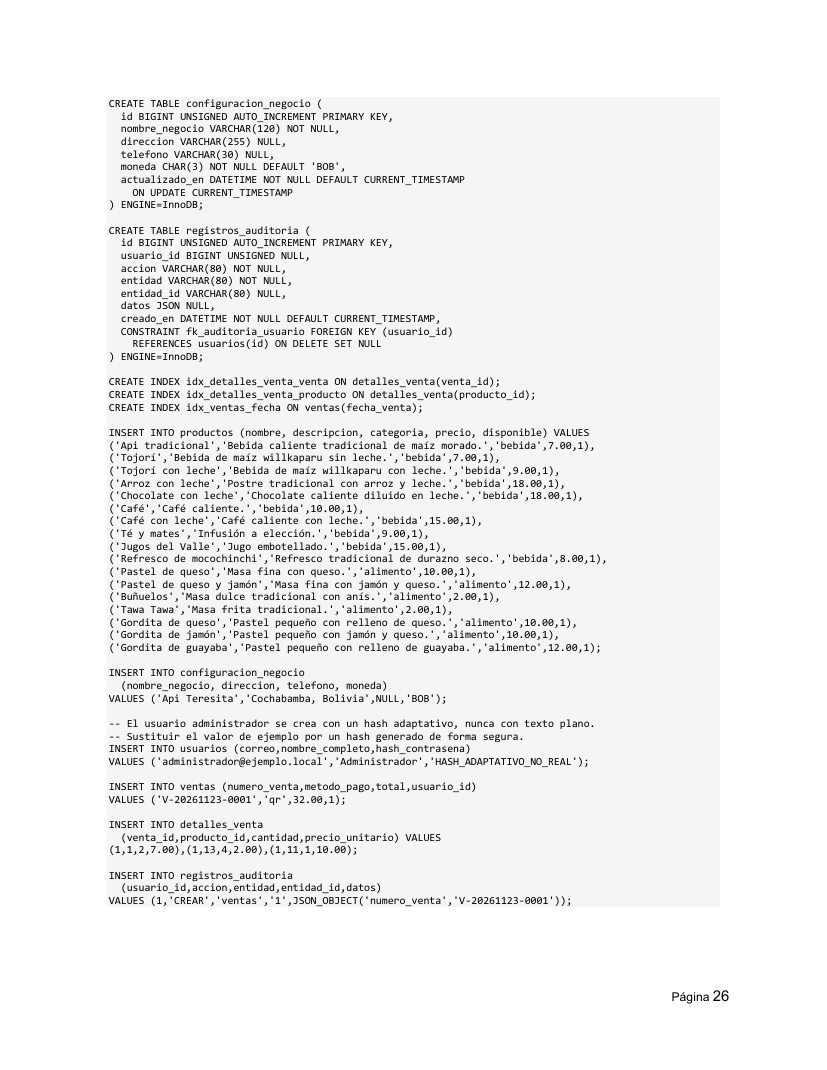 CREATE TABLE configuracion_negocio (
  id BIGINT UNSIGNED AUTO_INCREMENT PRIMARY KEY,
  nombre_negocio VARCHAR(120) NOT NULL,
  direccion VARCHAR(255) NULL,
  telefono VARCHAR(30) NULL,
  moneda CHAR(3) NOT NULL DEFAULT 'BOB',
  actualizado_en DATETIME NOT NULL DEFAULT CURRENT_TIMESTAMP
    ON UPDATE CURRENT_TIMESTAMP
) ENGINE=InnoDB;

CREATE TABLE registros_auditoria (
  id BIGINT UNSIGNED AUTO_INCREMENT PRIMARY KEY,
  usuario_id BIGINT UNSIGNED NULL,
  accion VARCHAR(80) NOT NULL,
  entidad VARCHAR(80) NOT NULL,
  entidad_id VARCHAR(80) NULL,
  datos JSON NULL,
  creado_en DATETIME NOT NULL DEFAULT CURRENT_TIMESTAMP,
  CONSTRAINT fk_auditoria_usuario FOREIGN KEY (usuario_id)
    REFERENCES usuarios(id) ON DELETE SET NULL
) ENGINE=InnoDB;

CREATE INDEX idx_detalles_venta_venta ON detalles_venta(venta_id);
CREATE INDEX idx_detalles_venta_producto ON detalles_venta(producto_id);
CREATE INDEX idx_ventas_fecha ON ventas(fecha_venta);

INSERT INTO productos (nombre, descripcion, categoria, precio, disponible) VALUES
('Api tradicional','Bebida caliente tradicional de maíz morado.','bebida',7.00,1),
('Tojorí','Bebida de maíz willkaparu sin leche.','bebida',7.00,1),
('Tojorí con leche','Bebida de maíz willkaparu con leche.','bebida',9.00,1),
('Arroz con leche','Postre tradicional con arroz y leche.','bebida',18.00,1),
('Chocolate con leche','Chocolate caliente diluido en leche.','bebida',18.00,1),
('Café','Café caliente.','bebida',10.00,1),
('Café con leche','Café caliente con leche.','bebida',15.00,1),
('Té y mates','Infusión a elección.','bebida',9.00,1),
('Jugos del Valle','Jugo embotellado.','bebida',15.00,1),
('Refresco de mocochinchi','Refresco tradicional de durazno seco.','bebida',8.00,1),
('Pastel de queso','Masa fina con queso.','alimento',10.00,1),
('Pastel de queso y jamón','Masa fina con jamón y queso.','alimento',12.00,1),
('Buñuelos','Masa dulce tradicional con anís.','alimento',2.00,1),
('Tawa Tawa','Masa frita tradicional.','alimento',2.00,1),
('Gordita de queso','Pastel pequeño con relleno de queso.','alimento',10.00,1),
('Gordita de jamón','Pastel pequeño con jamón y queso.','alimento',10.00,1),
('Gordita de guayaba','Pastel pequeño con relleno de guayaba.','alimento',12.00,1);

INSERT INTO configuracion_negocio
  (nombre_negocio, direccion, telefono, moneda)
VALUES ('Api Teresita','Cochabamba, Bolivia',NULL,'BOB');

-- El usuario administrador se crea con un hash adaptativo, nunca con texto plano.
-- Sustituir el valor de ejemplo por un hash generado de forma segura.
INSERT INTO usuarios (correo,nombre_completo,hash_contrasena)
VALUES ('administrador@ejemplo.local','Administrador','HASH_ADAPTATIVO_NO_REAL');

INSERT INTO ventas (numero_venta,metodo_pago,total,usuario_id)
VALUES ('V-20261123-0001','qr',32.00,1);

INSERT INTO detalles_venta
  (venta_id,producto_id,cantidad,precio_unitario) VALUES
(1,1,2,7.00),(1,13,4,2.00),(1,11,1,10.00);

INSERT INTO registros_auditoria
  (usuario_id,accion,entidad,entidad_id,datos)
VALUES (1,'CREAR','ventas','1',JSON_OBJECT('numero_venta','V-20261123-0001'));

Página 26